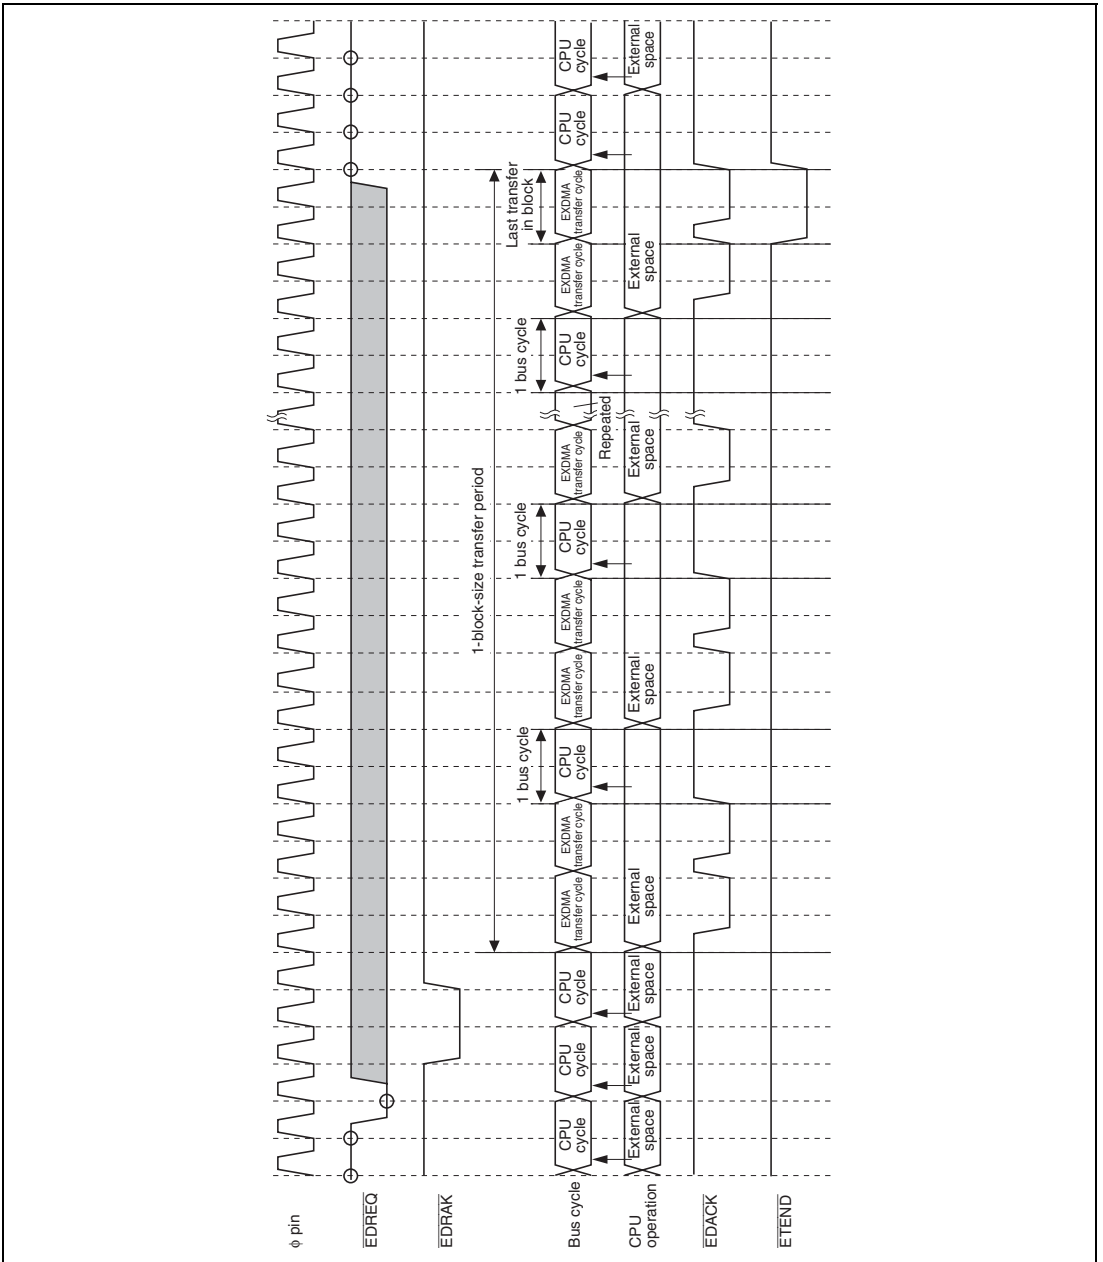 φ pin
EDREQ
EDRAK
1-block-size transfer period
1 bus cycle
1 bus cycle
1 bus cycle
Last transfer
in block
Bus cycle
CPU
cycle
CPU
cycle
CPU
cycle
EXDMA
transfer cycle
EXDMA
transfer cycle
CPU
cycle
EXDMA
transfer cycle
EXDMA
transfer cycle
CPU
cycle
EXDMA
transfer cycle
CPU
cycle
EXDMA
transfer cycle
EXDMA
transfer cycle
CPU
cycle
CPU
cycle
Repeated
CPU
operation
External
space
External
space
External
space
External
space
External
space
External
space
External
space
External
space
EDACK
ETEND